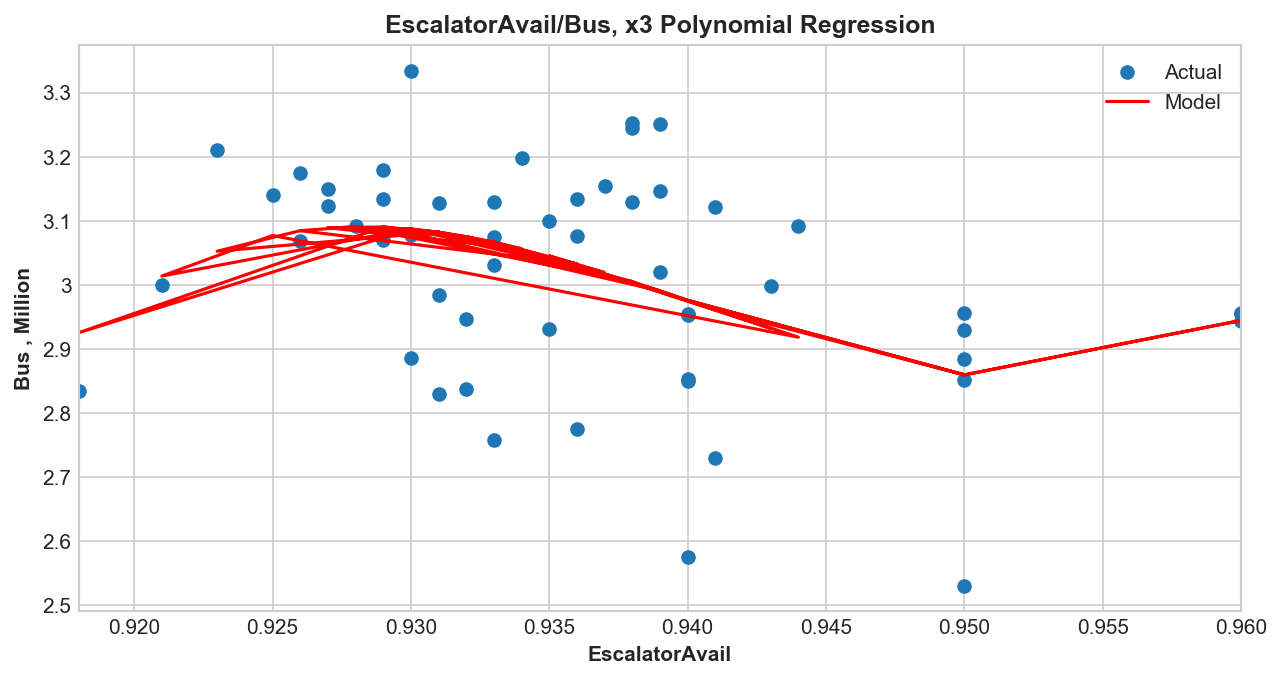 EscalatorAvail/Bus, x3 Polynomial Regression
Actual
Model
Bus , Million
3.3
3.2
3.1
3
2.9
2.8
2.7
2.6
2.5
0.920 0.925 0.930 0.935 0.940 0.945 0.950 0.955 0.960
EscalatorAvail